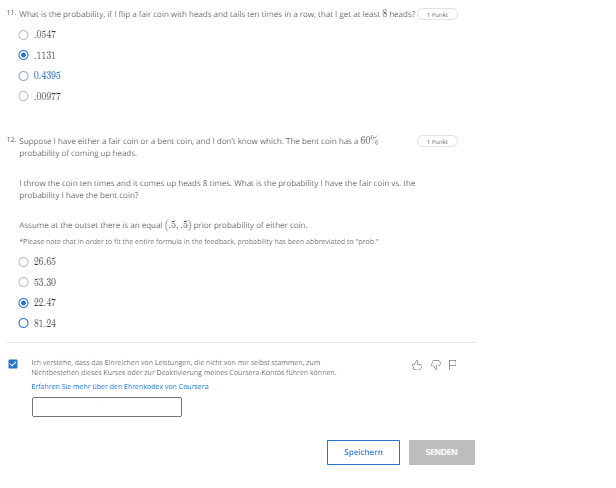 11. What is the probability, if I flip a fair coin with heads and tails ten times in a row, that I get at least 8 heads? 1 Punkt
.0547
.1131
0.4395
.00977
12. Suppose I have either a fair coin or a bent coin, and I don't know which. The bent coin has a 60% 1 Punkt
probability of coming up heads.
I throw the coin ten times and it comes up heads 8 times. What is the probability I have the fair coin vs. the
probability I have the bent coin?
Assume at the outset there is an equal (.5, .5) prior probability of either coin.
*Please note that in order to fit the entire formula in the feedback, probability has been abbreviated to "prob."
26.65
53.30
22.47
81.24
Ich verstehe, dass das Einreichen von Leistungen, die nicht von mir selbst stammen, zum
Nichtbestehen dieses Kurses oder zur Deaktivierung meines Coursera-Kontos führen können.
Erfahren Sie mehr über den Ehrenkodex von Coursera
Speichern SENDEN